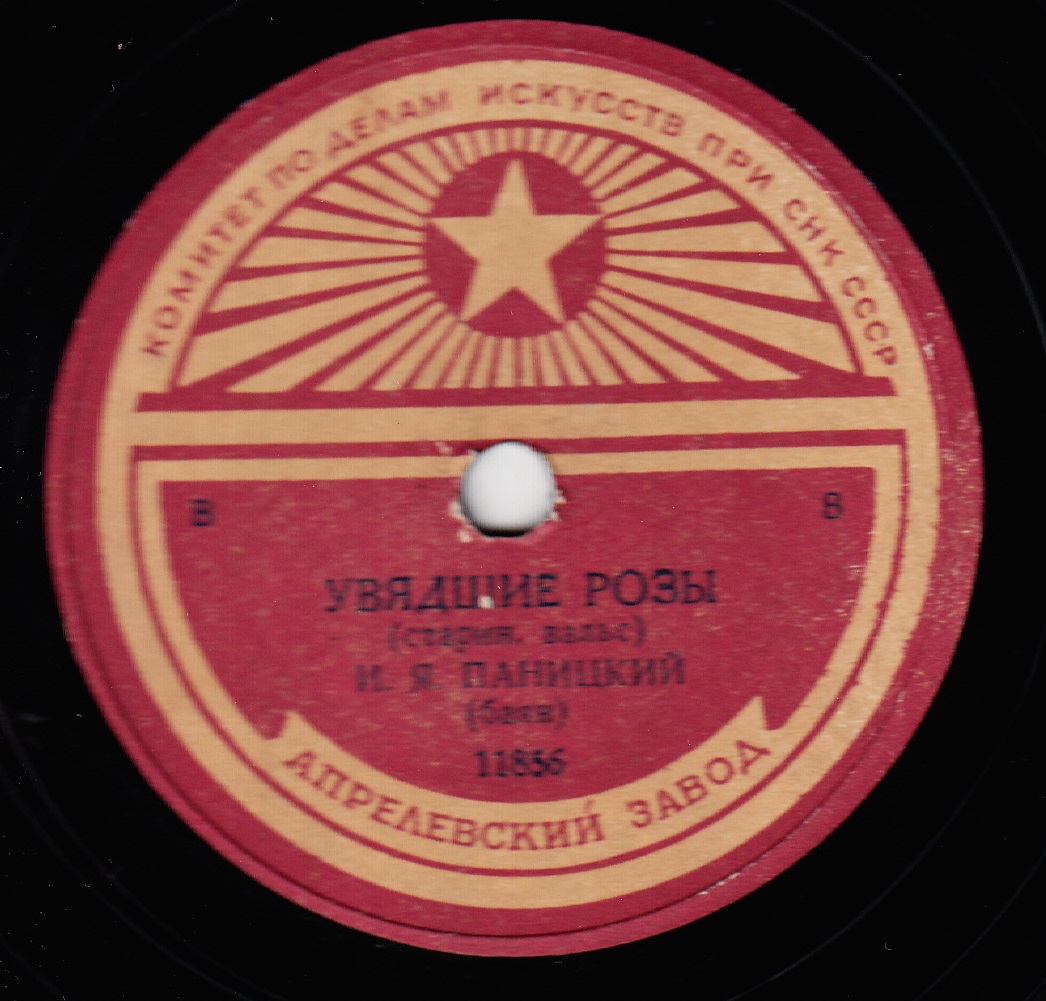 КОМИТЕТ ПО ДЕЛАМ ИСКУССТВ ПРИ СНК СССР
В В
УВЯДШИЕ РОЗЫ
(старин. вальс)
И. Я. ПАНИЦКИЙ
(баян)
11856
АПРЕЛЕВСКИЙ ЗАВОД